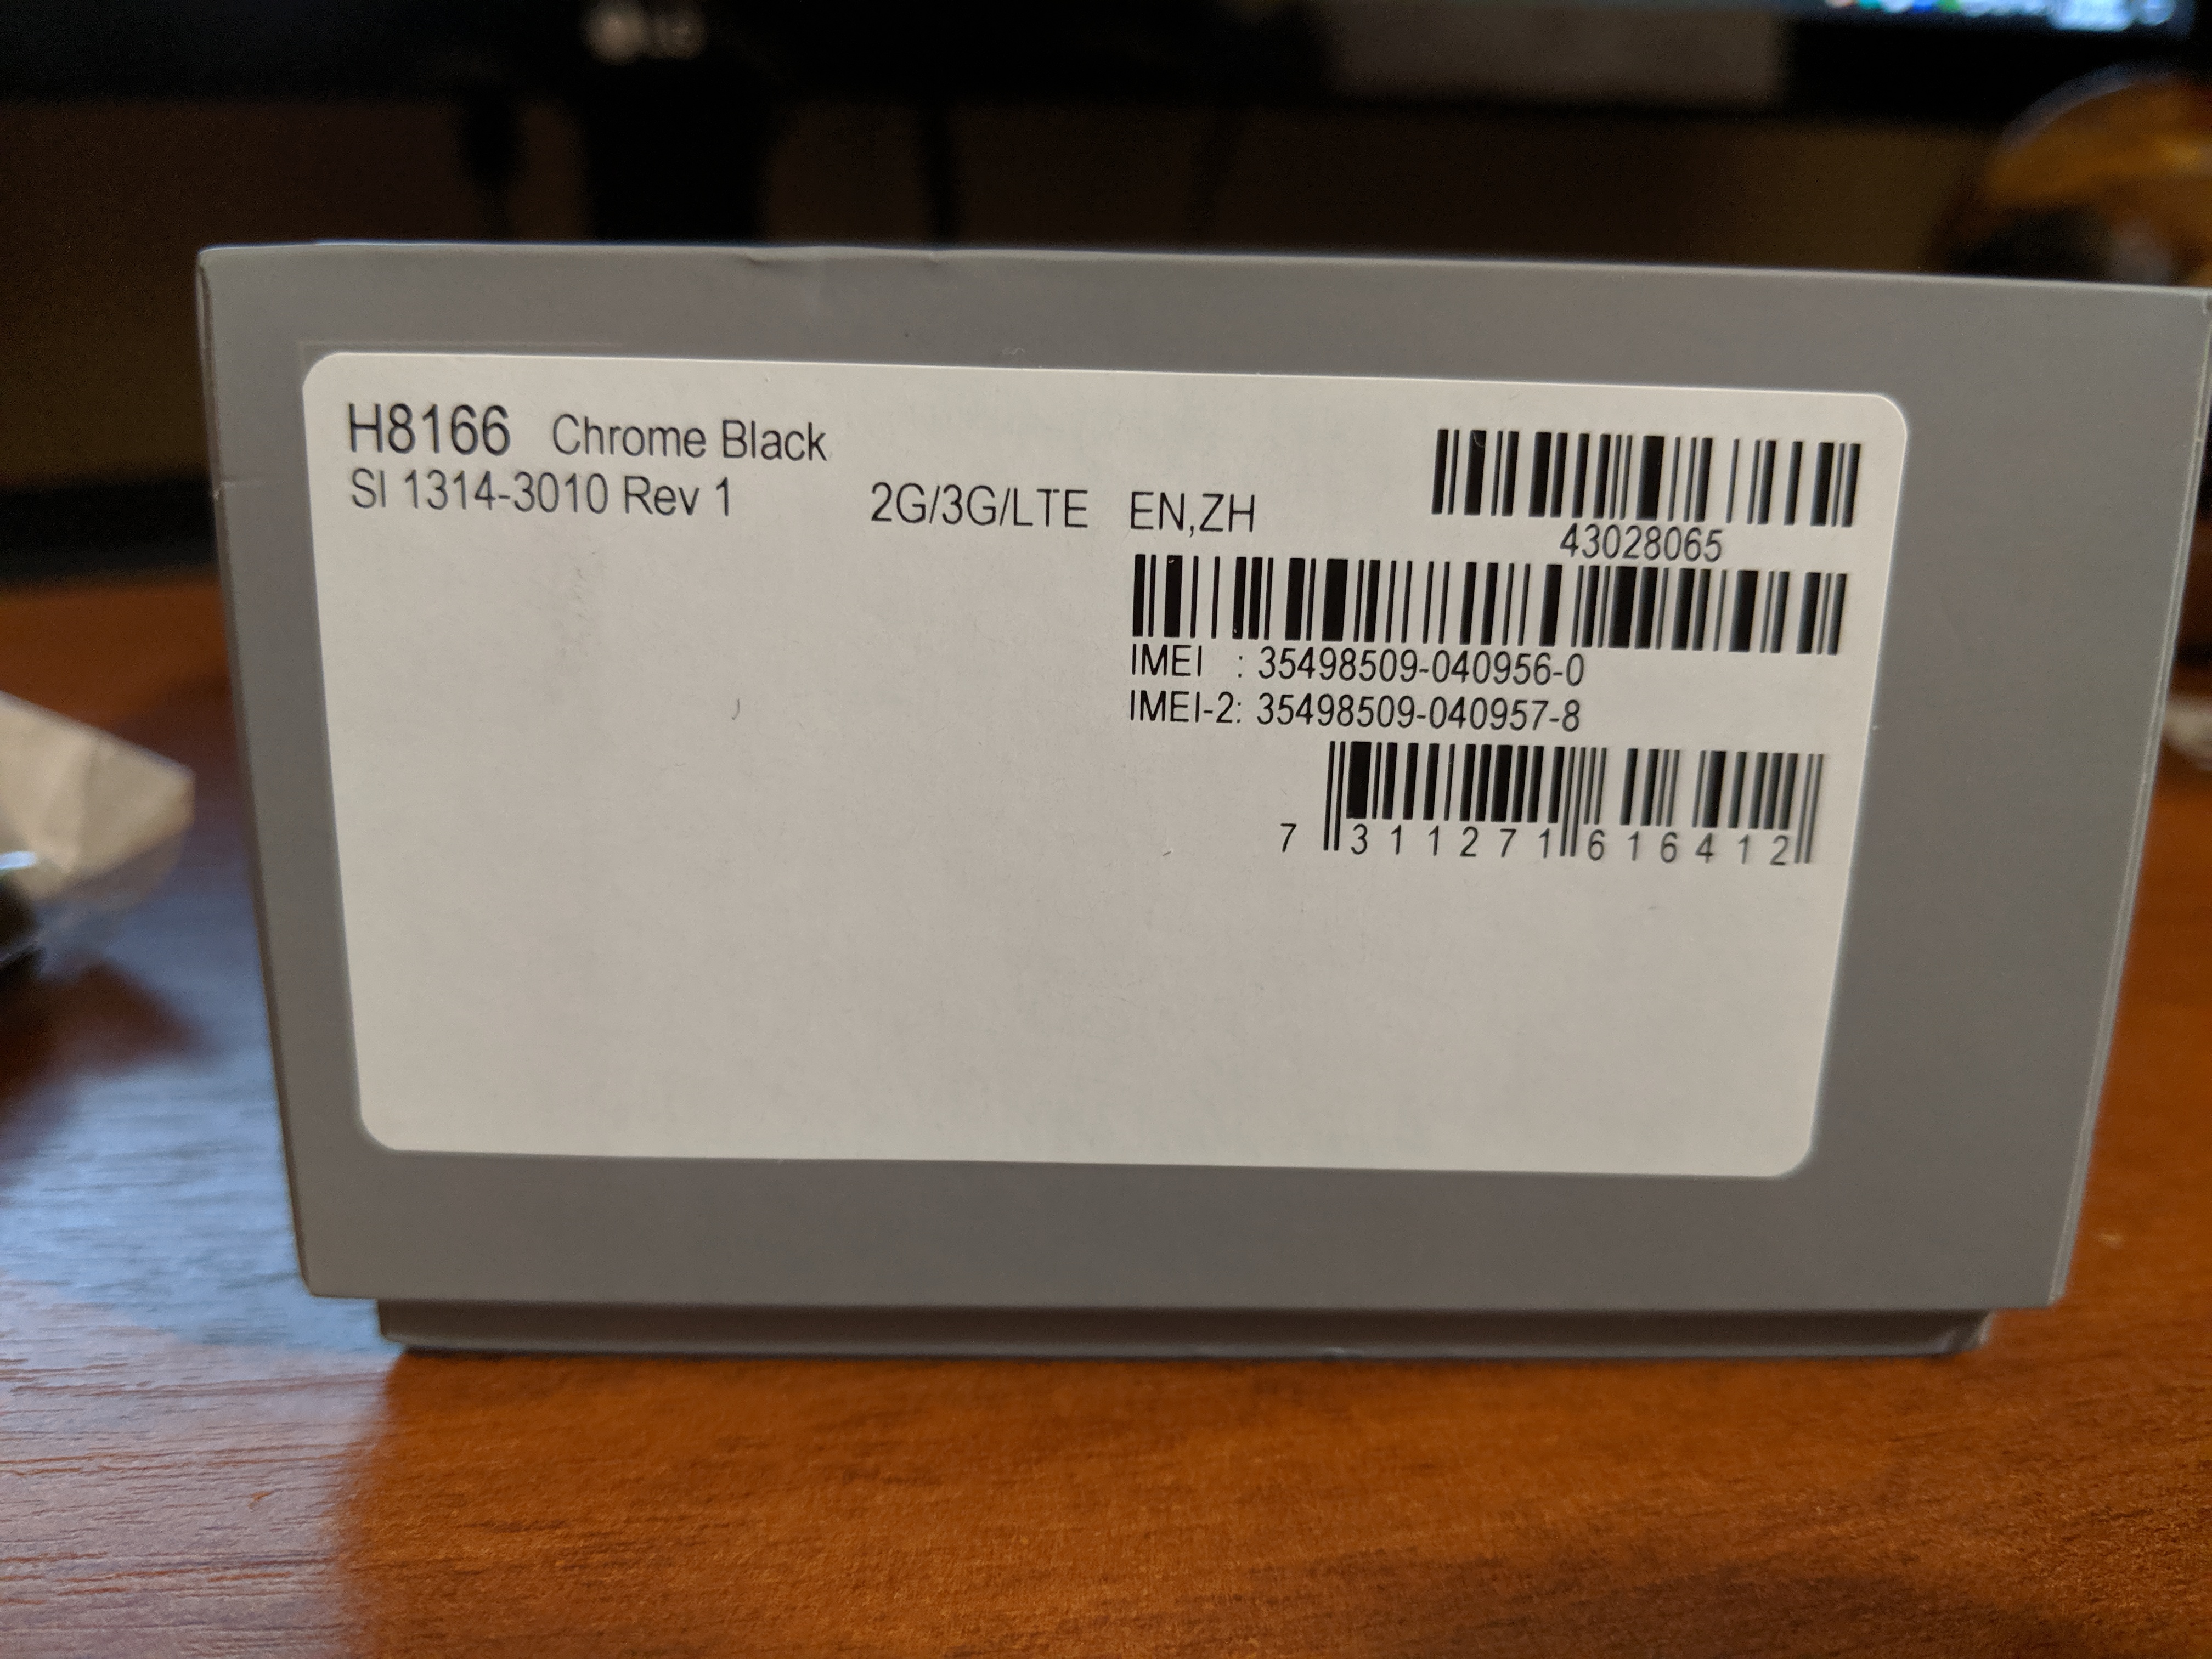 LG
H8166 Chrome Black
SI 1314-3010 Rev 1 2G/3G/LTE EN,ZH
43028065
IMEI : 35498509-040956-0
IMEI-2: 35498509-040957-8
7 311271 616412